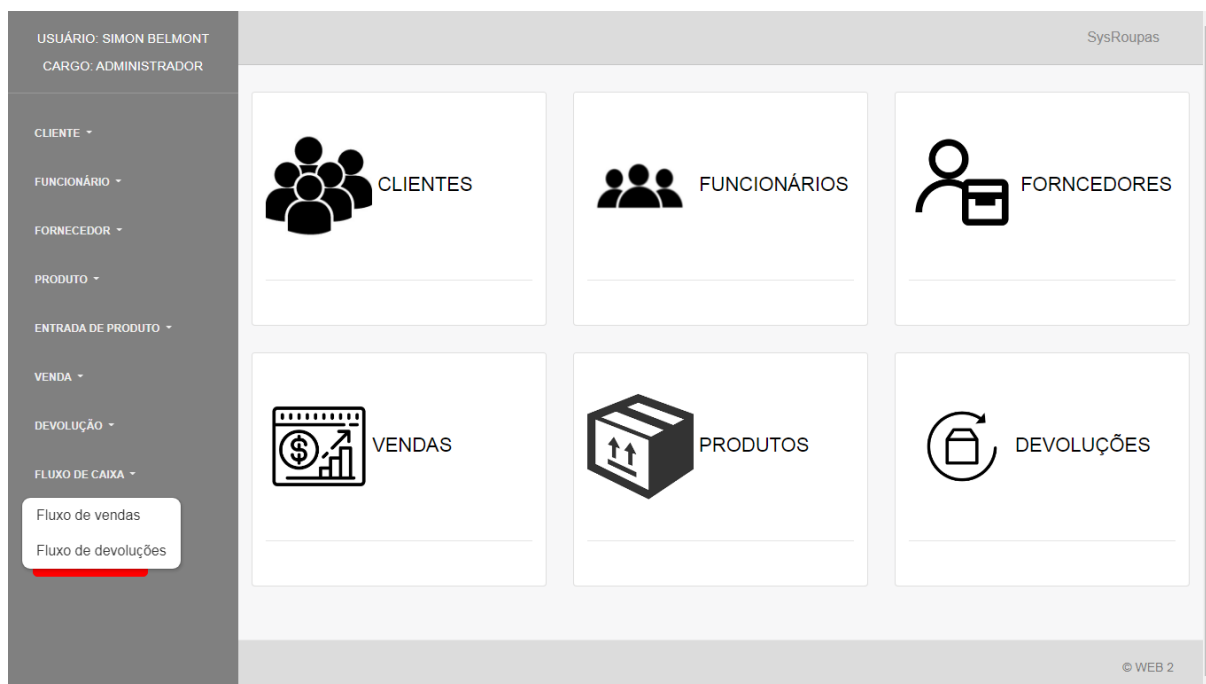 USUÁRIO: SIMON BELMONT
CARGO: ADMINISTRADOR
CLIENTE
FUNCIONÁRIO
FORNECEDOR
PRODUTO
ENTRADA DE PRODUTO
VENDA
DEVOLUÇÃO
FLUXO DE CAIXA
Fluxo de vendas
Fluxo de devoluções
SysRoupas
CLIENTES
FUNCIONÁRIOS
FORNCEDORES
VENDAS
PRODUTOS
DEVOLUÇÕES
© WEB 2